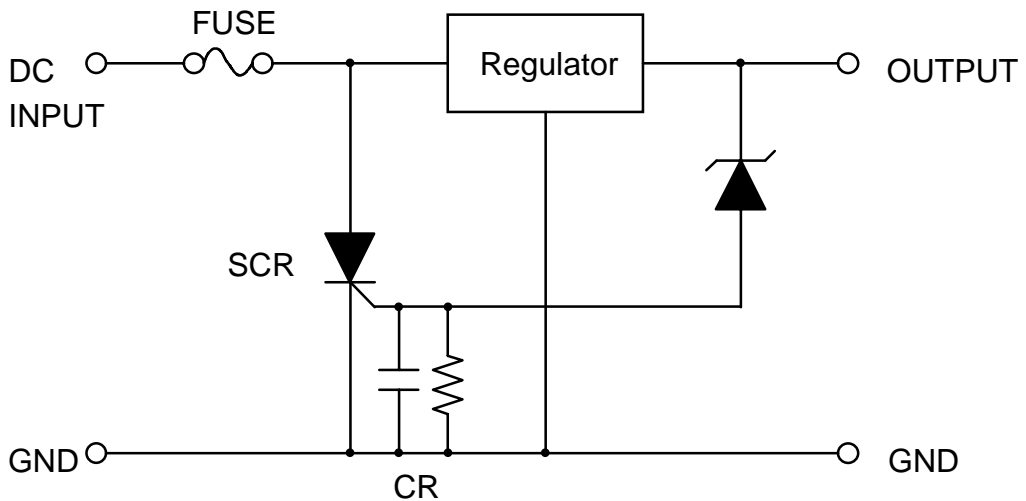 FUSE
DC
INPUT
Regulator
OUTPUT
SCR
GND
CR
GND